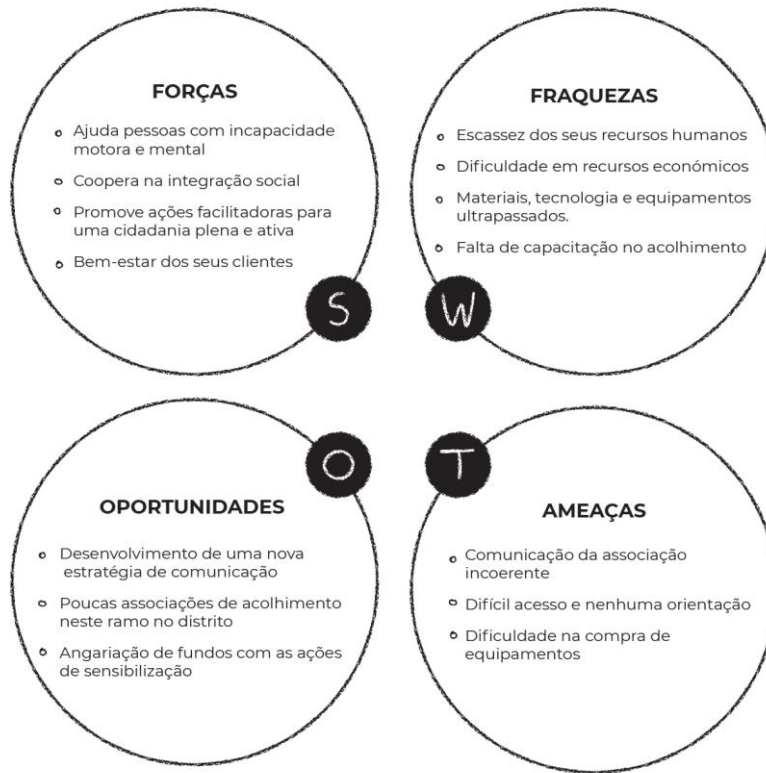 FORÇAS
Ajuda pessoas com incapacidade
motora e mental
Coopera na integração social
Promove ações facilitadoras para
uma cidadania plena e ativa
Bem-estar dos seus clientes
S
FRAQUEZAS
Escassez dos seus recursos humanos
Dificuldade em recursos económicos
Materiais, tecnologia e equipamentos
ultrapassados.
Falta de capacitação no acolhimento
W
O
OPORTUNIDADES
Desenvolvimento de uma nova
estratégia de comunicação
Poucas associações de acolhimento
neste ramo no distrito
Angariação de fundos com as ações
de sensibilização
T
AMEAÇAS
Comunicação da associação
incoerente
Difícil acesso e nenhuma orientação
Dificuldade na compra de
equipamentos